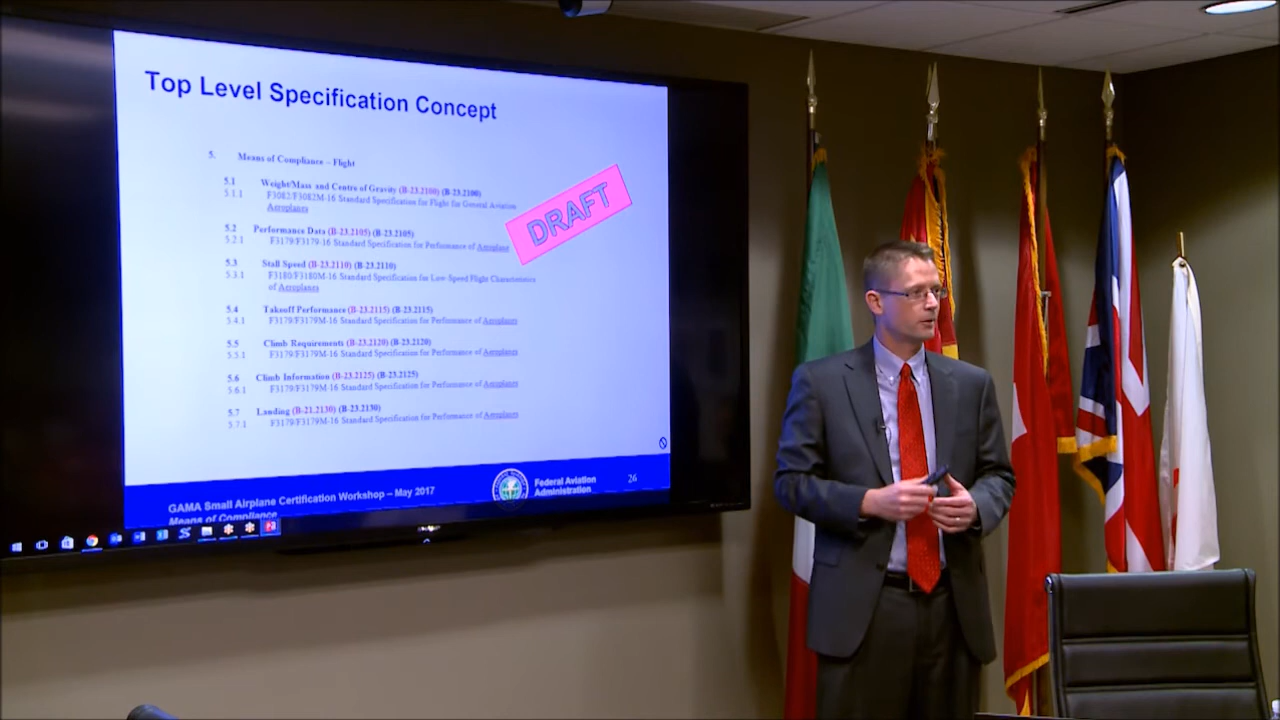 Top Level Specification Concept
5. Means of Compliance – Flight
5.1 Weight/Mass and Centre of Gravity (B-23.2100) (B-23.2100)
5.1.1 F3082/F3082M-16 Standard Specification for Flight for General Aviation
Aeroplanes
5.2 Performance Data (B-23.2105) (B-23.2105)
5.2.1 F3179/F3179-16 Standard Specification for Performance of Aeroplane
5.3 Stall Speed (B-23.2110) (B-23.2110)
5.3.1 F3180/F3180M-16 Standard Specification for Low-Speed Flight Characteristics
of Aeroplanes
5.4 Takeoff Performance (B-23.2115) (B-23.2115)
5.4.1 F3179/F3179M-16 Standard Specification for Performance of Aeroplanes
5.5 Climb Requirements (B-23.2120) (B-23.2120)
5.5.1 F3179/F3179M-16 Standard Specification for Performance of Aeroplanes
5.6 Climb Information (B-23.2125) (B-23.2125)
5.6.1 F3179/F3179M-16 Standard Specification for Performance of Aeroplanes
5.7 Landing (B-21.2130) (B-23.2130)
5.7.1 F3179/F3179M-16 Standard Specification for Performance of Aeroplanes
DRAFT
GAMA Small Airplane Certification Workshop – May 2017
Means of Compliance
Federal Aviation
Administration
26